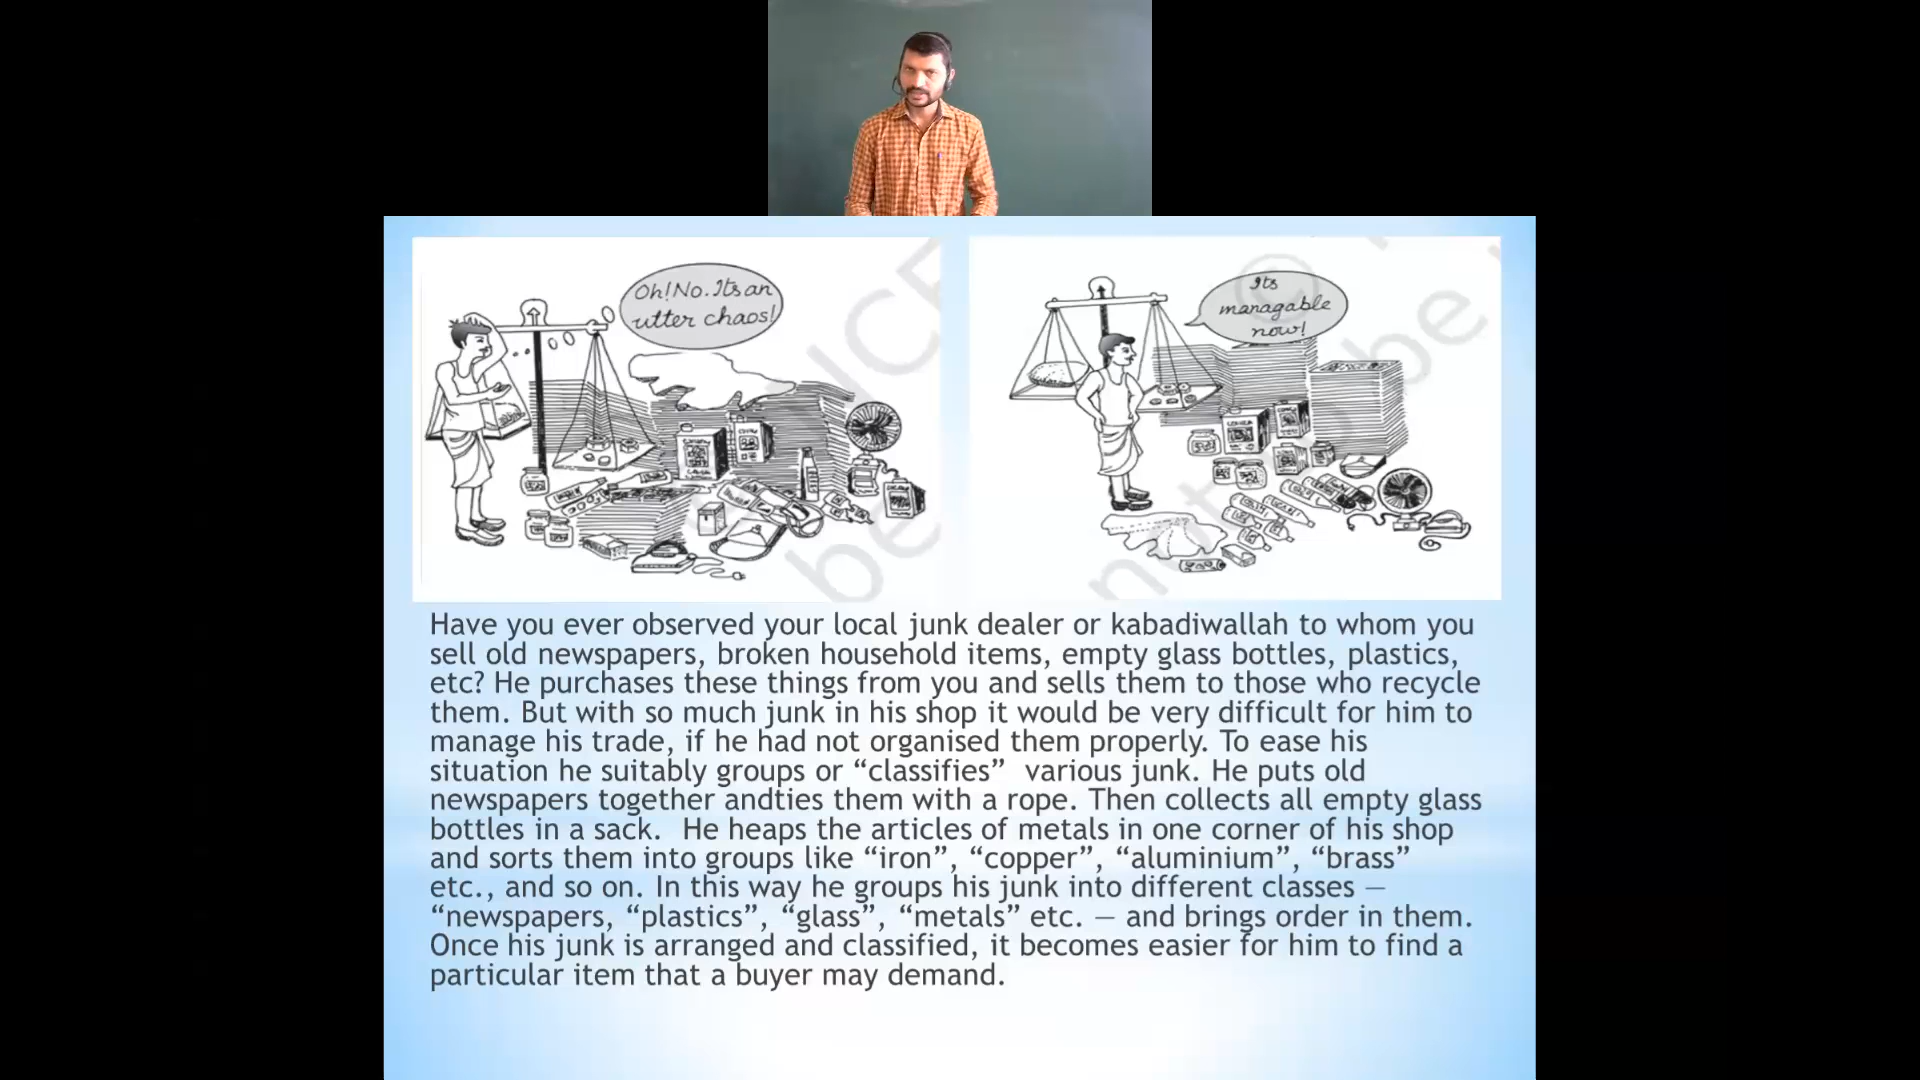 Oh! No. Its an
utter chaos!
Its
managable
now!
Have you ever observed your local junk dealer or kabadiwallah to whom you
sell old newspapers, broken household items, empty glass bottles, plastics,
etc? He purchases these things from you and sells them to those who recycle
them. But with so much junk in his shop it would be very difficult for him to
manage his trade, if he had not organised them properly. To ease his
situation he suitably groups or “classifies”  various junk. He puts old
newspapers together andties them with a rope. Then collects all empty glass
bottles in a sack.  He heaps the articles of metals in one corner of his shop
and sorts them into groups like “iron”, “copper”, “aluminium”, “brass”
etc., and so on. In this way he groups his junk into different classes —
“newspapers, “plastics”, “glass”, “metals” etc. — and brings order in them.
Once his junk is arranged and classified, it becomes easier for him to find a
particular item that a buyer may demand.
be
©
not to be